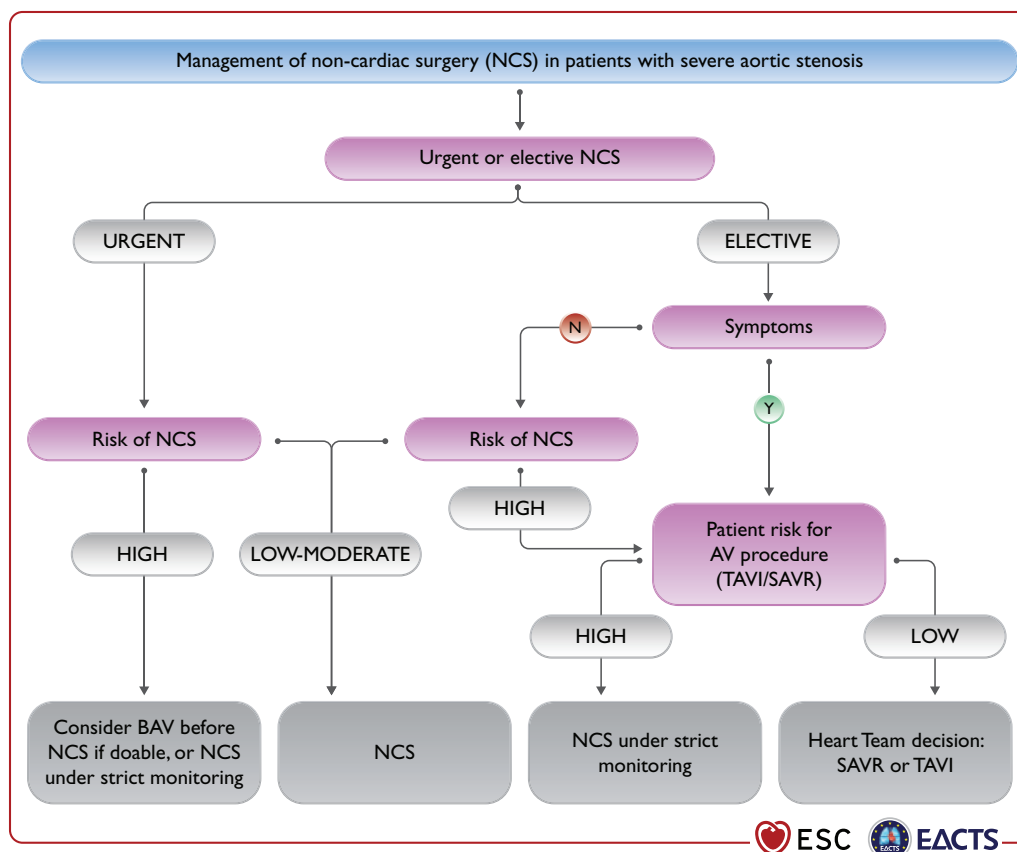 Management of non-cardiac surgery (NCS) in patients with severe aortic stenosis
Urgent or elective NCS
URGENT
ELECTIVE
N
Symptoms
Y
Risk of NCS
Risk of NCS
HIGH
Patient risk for
AV procedure
(TAVI/SAVR)
HIGH
LOW-MODERATE
HIGH
LOW
Consider BAV before
NCS if doable, or NCS
under strict monitoring
NCS
NCS under strict
monitoring
Heart Team decision:
SAVR or TAVI
ESC
EACTS
EACTS